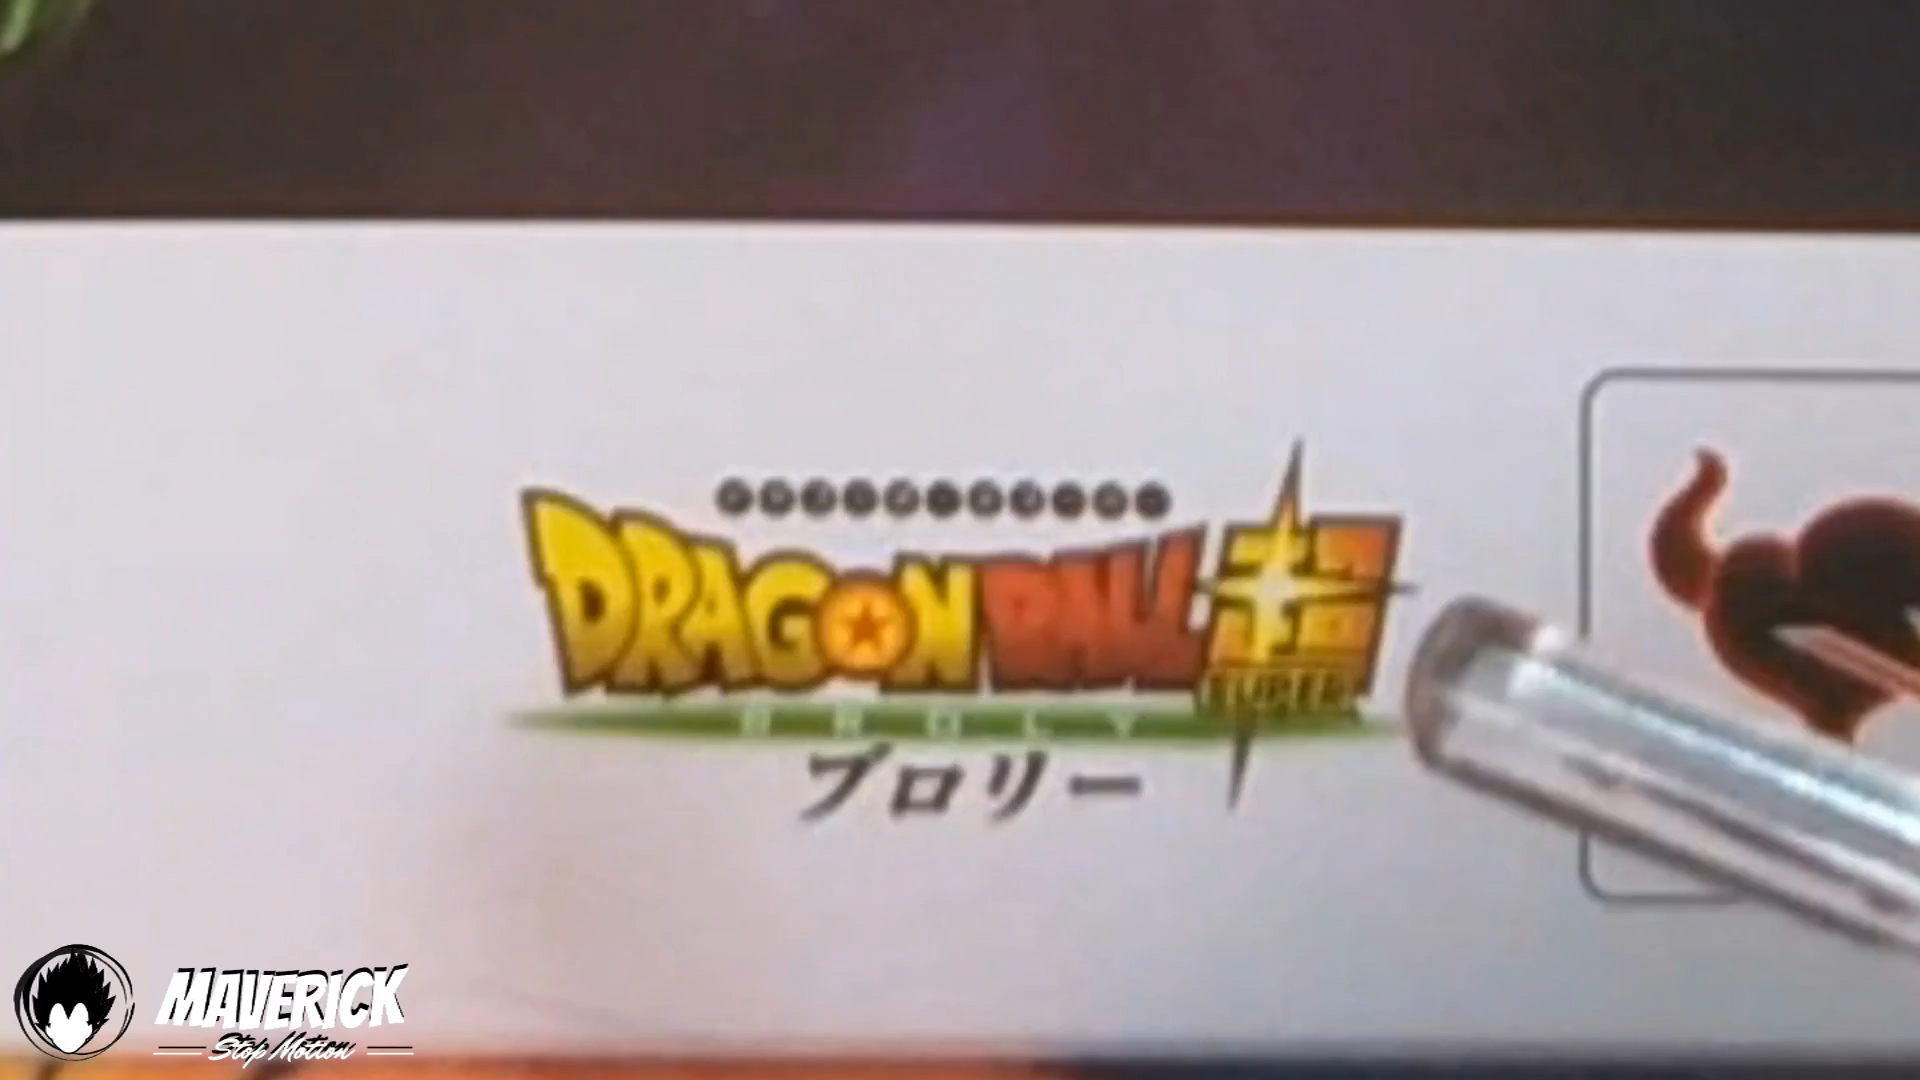 DRAGON BALL 超
SUPER
BROLY
ブロリー
MAVERICK
Stop Motion